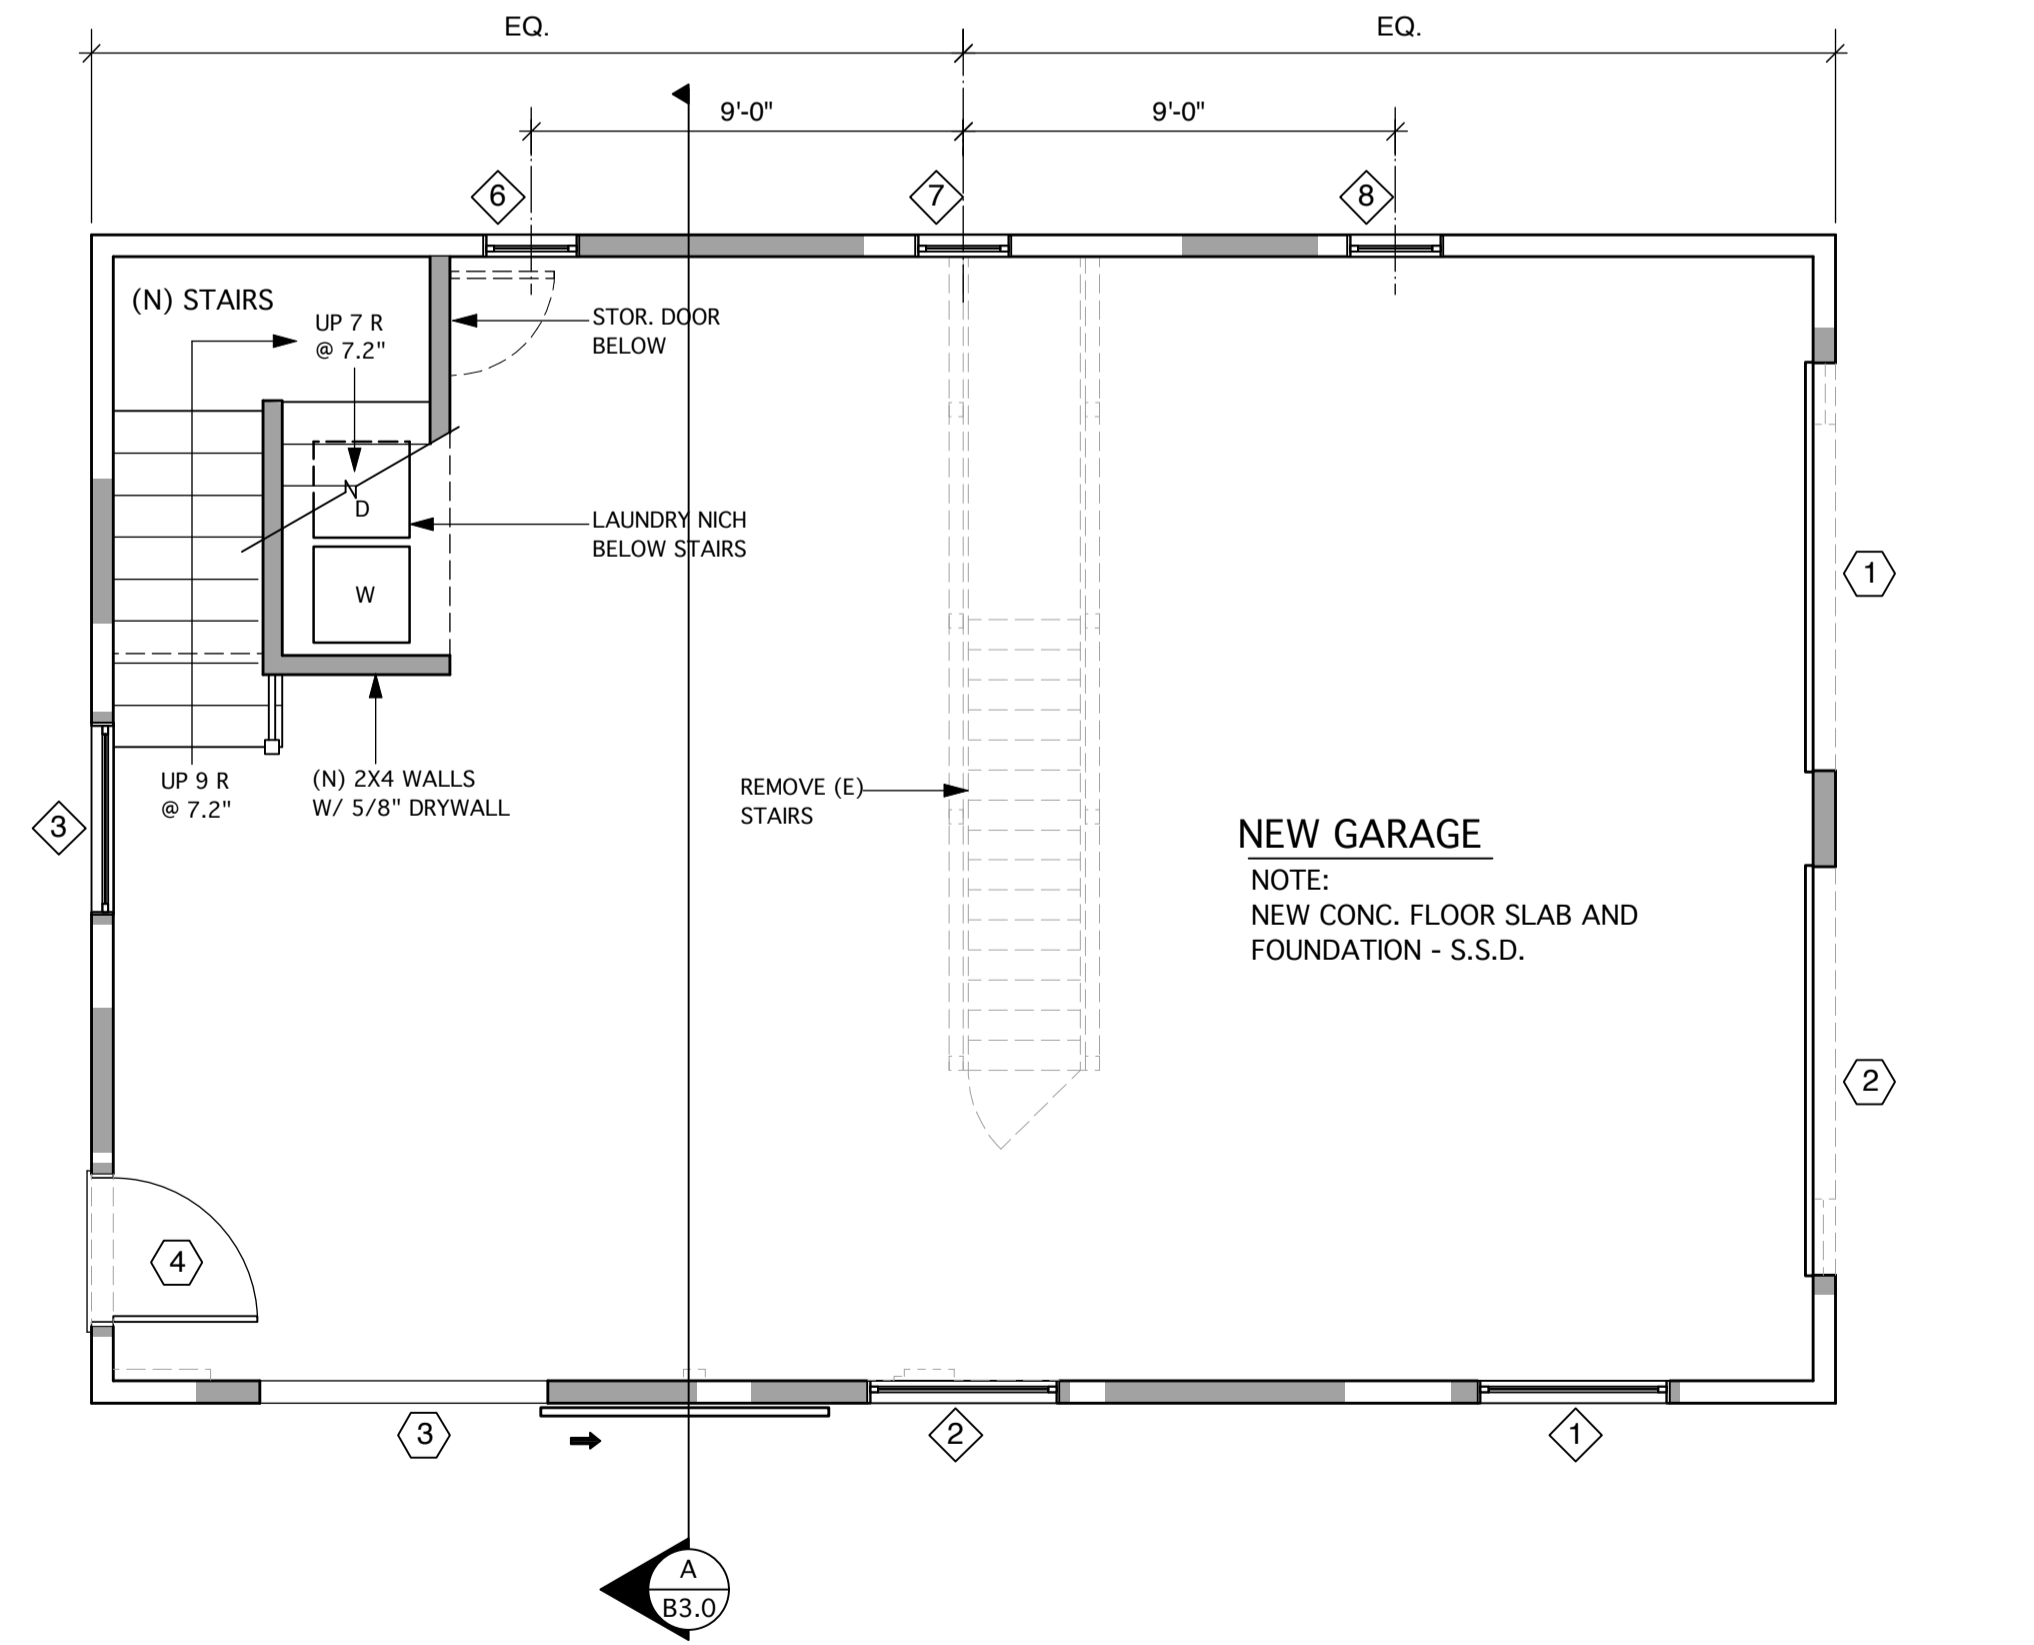 EQ.
EQ.
9'-0"
9'-0"
6
7
8
(N) STAIRS
UP 7 R
@ 7.2"
STOR. DOOR
BELOW
D
LAUNDRY NICH
BELOW STAIRS
W
1
UP 9 R
@ 7.2"
(N) 2X4 WALLS
W/ 5/8" DRYWALL
REMOVE (E)
STAIRS
3
NEW GARAGE
NOTE:
NEW CONC. FLOOR SLAB AND
FOUNDATION - S.S.D.
2
4
3
2
1
A
B3.0